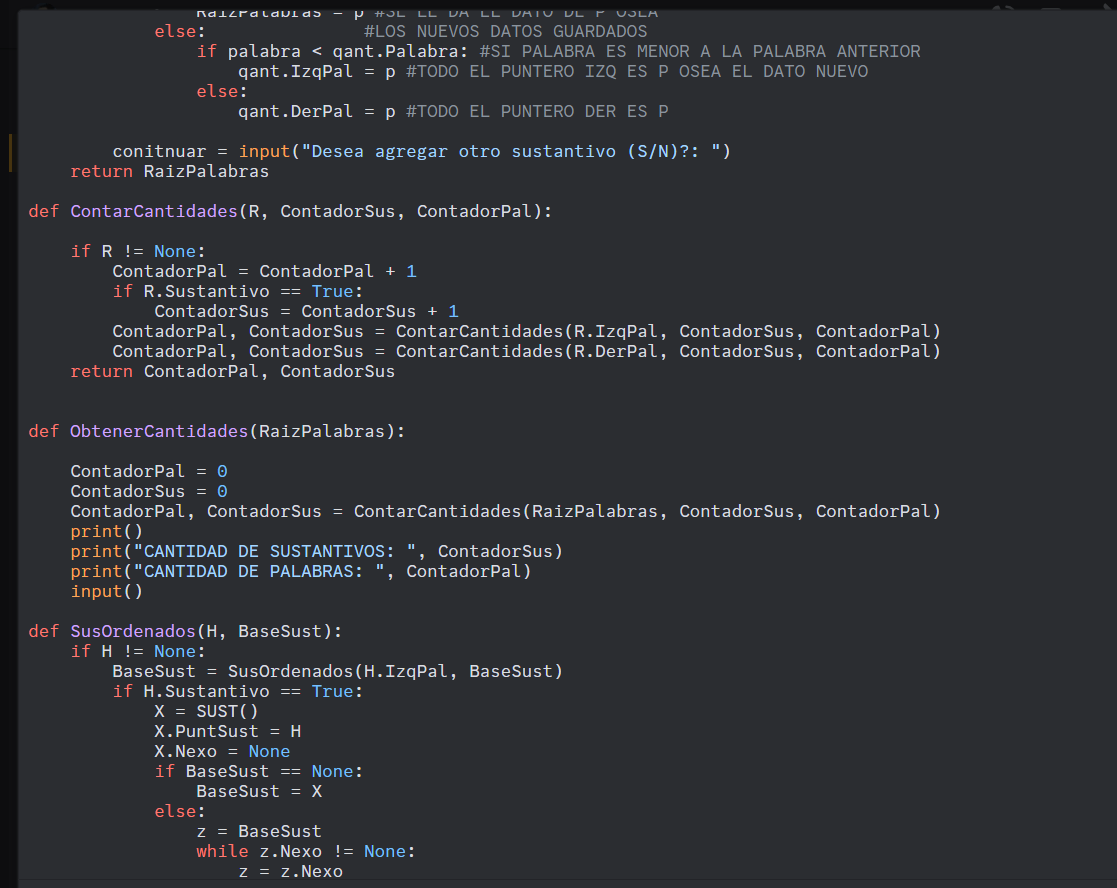 RaizPalabras = p #SE LE DA EL DATO DE P OSEA
else: #LOS NUEVOS DATOS GUARDADOS
if palabra < qant.Palabra: #SI PALABRA ES MENOR A LA PALABRA ANTERIOR
qant.IzqPal = p #TODO EL PUNTERO IZQ ES P OSEA EL DATO NUEVO
else:
qant.DerPal = p #TODO EL PUNTERO DER ES P
conitnuar = input("Desea agregar otro sustantivo (S/N)?: ")
return RaizPalabras
def ContarCantidades(R, ContadorSus, ContadorPal):
if R != None:
ContadorPal = ContadorPal + 1
if R.Sustantivo == True:
ContadorSus = ContadorSus + 1
ContadorPal, ContadorSus = ContarCantidades(R.IzqPal, ContadorSus, ContadorPal)
ContadorPal, ContadorSus = ContarCantidades(R.DerPal, ContadorSus, ContadorPal)
return ContadorPal, ContadorSus
def ObtenerCantidades(RaizPalabras):
ContadorPal = 0
ContadorSus = 0
ContadorPal, ContadorSus = ContarCantidades(RaizPalabras, ContadorSus, ContadorPal)
print()
print("CANTIDAD DE SUSTANTIVOS: ", ContadorSus)
print("CANTIDAD DE PALABRAS: ", ContadorPal)
input()
def SusOrdenados(H, BaseSust):
if H != None:
BaseSust = SusOrdenados(H.IzqPal, BaseSust)
if H.Sustantivo == True:
X = SUST()
X.PuntSust = H
X.Nexo = None
if BaseSust == None:
BaseSust = X
else:
z = BaseSust
while z.Nexo != None:
z = z.Nexo